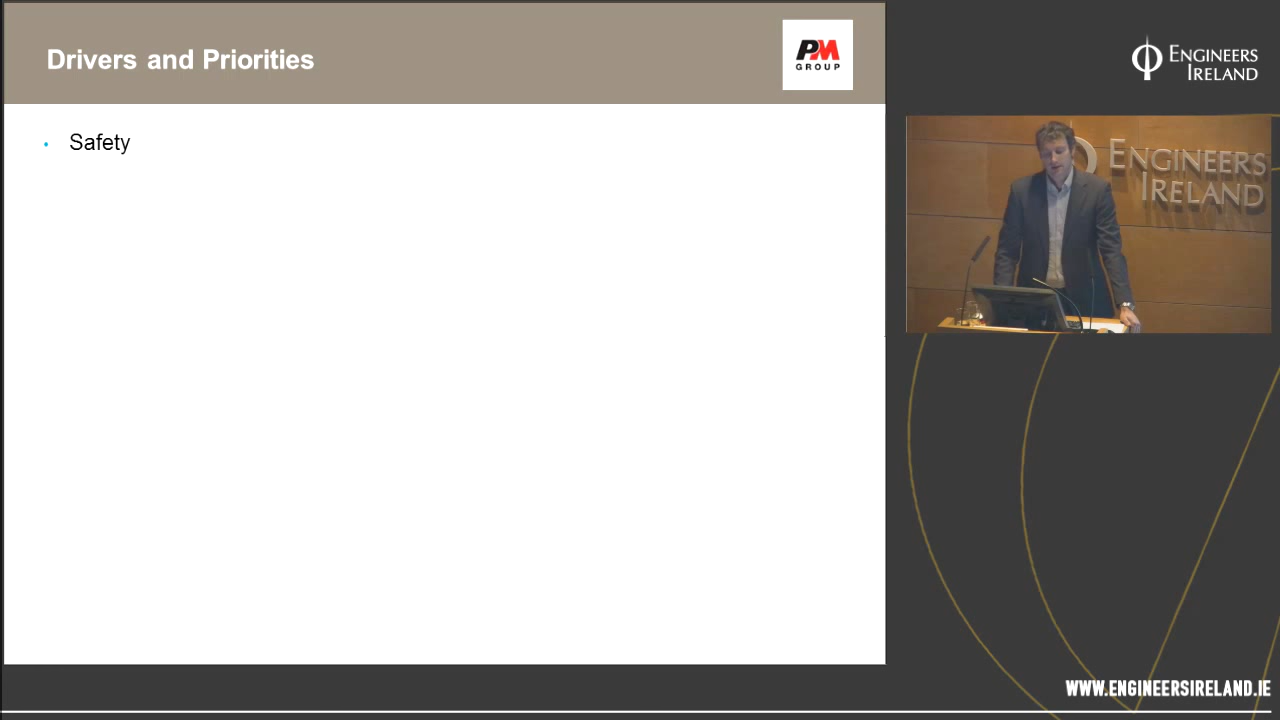 Drivers and Priorities
PM
GROUP
ENGINEERS
IRELAND
• Safety
ENGINEERS
IRELAND
WWW.ENGINEERSIRELAND.IE